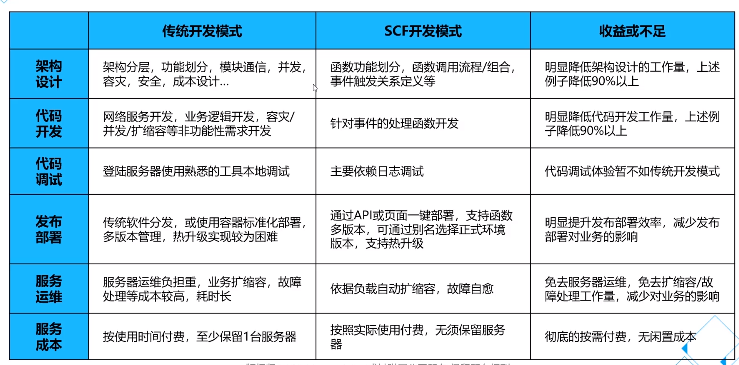 传统开发模式
SCF开发模式
收益或不足
架构
设计
架构分层，功能划分，模块通信，并发，
容灾，安全，成本设计...
函数功能划分，函数调用流程/组合，
事件触发关系定义等
明显降低架构设计的工作量，上述
例子降低90%以上
代码
开发
网络服务开发，业务逻辑开发，容灾/
并发/扩缩容等非功能性需求开发
针对事件的处理函数开发
明显降低代码开发工作量，上述例
子降低90%以上
代码
调试
登陆服务器使用熟悉的工具本地调试
主要依赖日志调试
代码调试体验暂不如传统开发模式
发布
部署
传统软件分发，或使用容器标准化部署，
多版本管理，热升级实现较为困难
通过API或页面一键部署，支持函数
多版本，可通过别名选择正式环境
版本，支持热升级
明显提升发布部署效率，减少发布
部署对业务的影响
服务
运维
服务器运维负担重，业务扩缩容，故障
处理等成本较高，耗时长
依据负载自动扩缩容，故障自愈
免去服务器运维，免去扩缩容/故
障处理工作量，减少对业务的影响
服务
成本
按使用时间付费，至少保留1台服务器
按照实际使用付费，无须保留服务
器
彻底的按需付费，无闲置成本